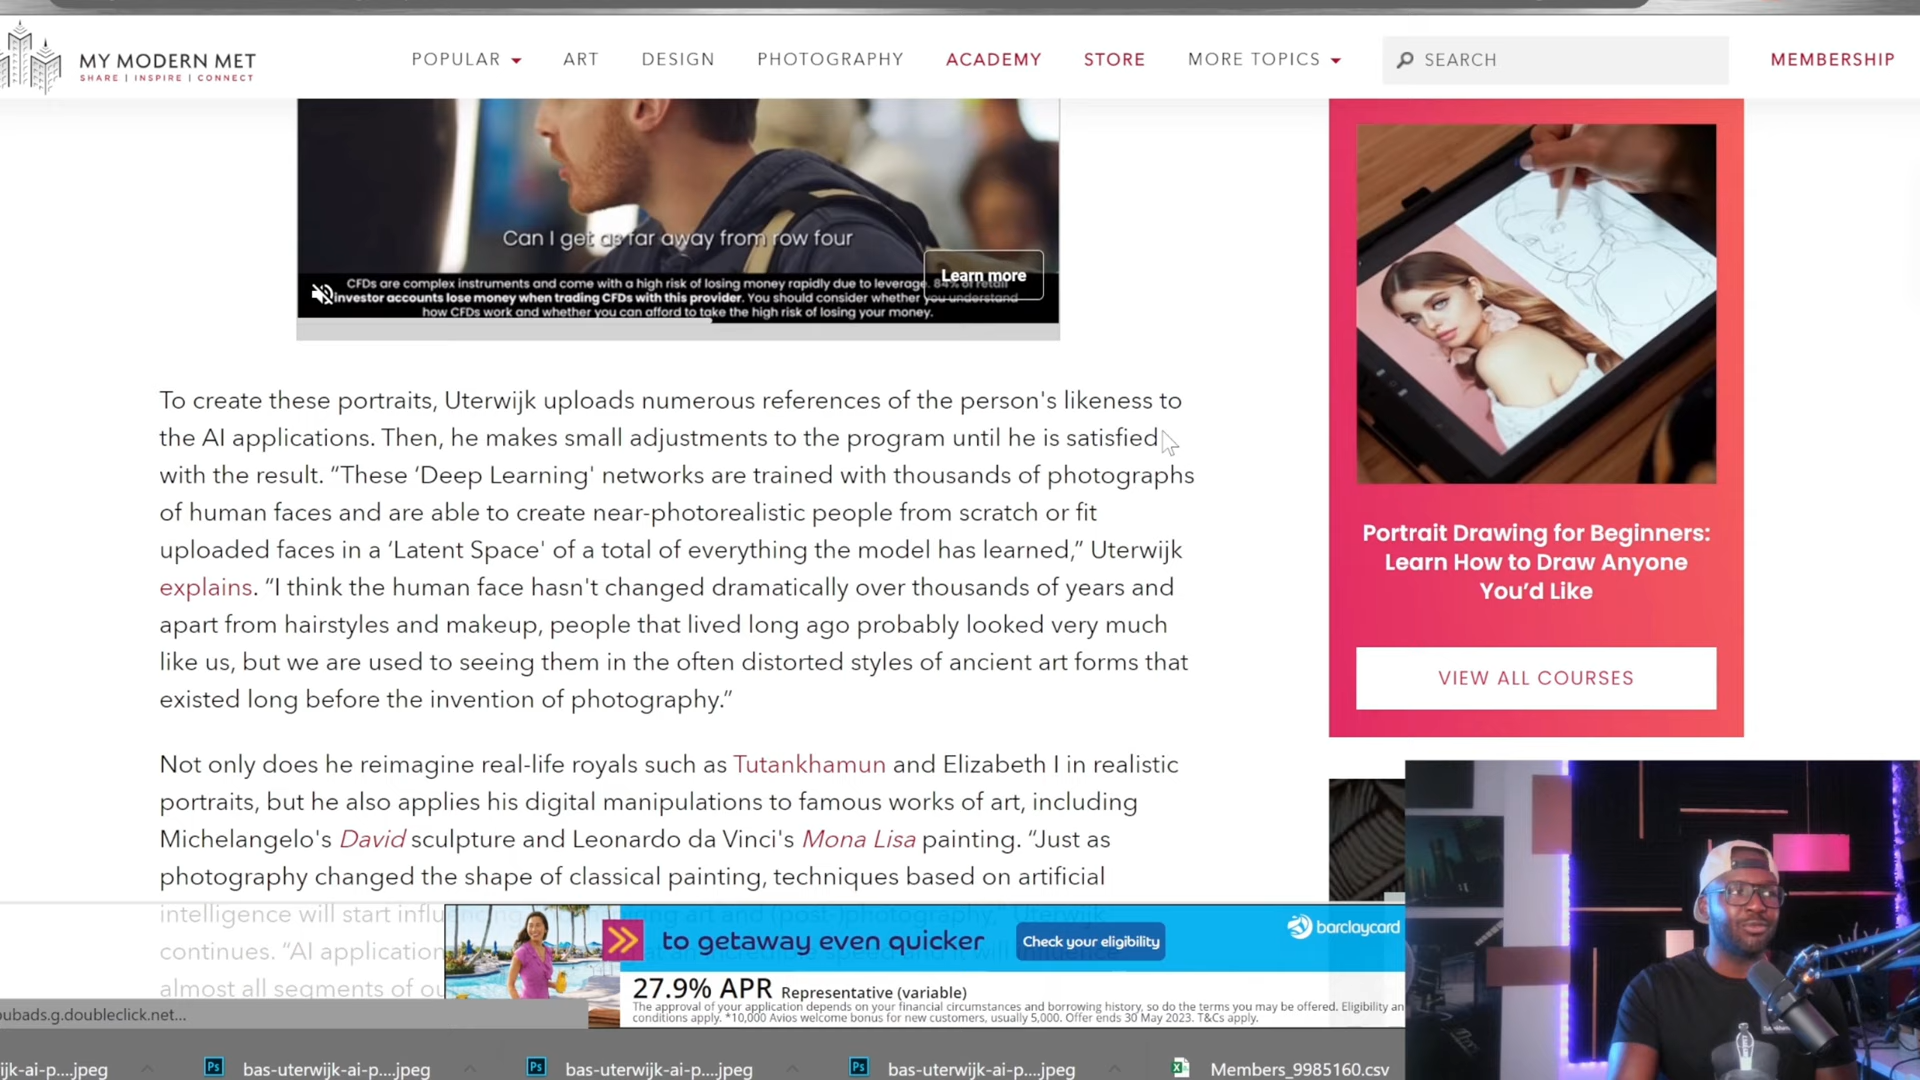 MY MODERN MET
SHARE | INSPIRE | CONNECT
POPULAR
ART
DESIGN
PHOTOGRAPHY
ACADEMY
STORE
MORE TOPICS
SEARCH
MEMBERSHIP
Can I get as far away from row four
Learn more
CFDs are complex instruments and come with a high risk of losing money rapidly due to leverage. 84% of retail
investor accounts lose money when trading CFDs with this provider. You should consider whether you understand
how CFDs work and whether you can afford to take the high risk of losing your money.
To create these portraits, Uterwijk uploads numerous references of the person's likeness to
the AI applications. Then, he makes small adjustments to the program until he is satisfied
with the result. “These ‘Deep Learning' networks are trained with thousands of photographs
of human faces and are able to create near-photorealistic people from scratch or fit
uploaded faces in a ‘Latent Space' of a total of everything the model has learned,” Uterwijk
explains. “I think the human face hasn't changed dramatically over thousands of years and
apart from hairstyles and makeup, people that lived long ago probably looked very much
like us, but we are used to seeing them in the often distorted styles of ancient art forms that
existed long before the invention of photography.”
Not only does he reimagine real-life royals such as Tutankhamun and Elizabeth I in realistic
portraits, but he also applies his digital manipulations to famous works of art, including
Michelangelo's David sculpture and Leonardo da Vinci's Mona Lisa painting. “Just as
photography changed the shape of classical painting, techniques based on artificial
intelligence will start
continues. “AI
almost all segments of
Portrait Drawing for Beginners:
Learn How to Draw Anyone
You’d Like
VIEW ALL COURSES
to getaway even quicker
Check your eligibility
barclaycard
27.9% APR Representative (variable)
The approval of your application depends on your financial circumstances and borrowing history, so do the terms you may be offered. Eligibility
conditions apply. *10,000 Avios welcome bonus for new customers, usually 5,000. Offer ends 30 May 2023. T&Cs apply.
pubads.g.doubleclick.net...
ijk-ai-p....jpeg
Ps
bas-uterwijk-ai-p....jpeg
Ps
bas-uterwijk-ai-p....jpeg
Ps
bas-uterwijk-ai-p....jpeg
Members_9985160.csv